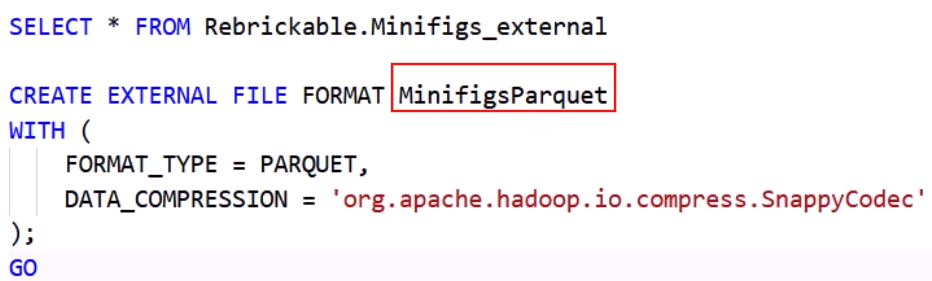 SELECT * FROM Rebrickable.Minifigs_external
CREATE EXTERNAL FILE FORMAT MinifigsParquet
WITH (
FORMAT_TYPE = PARQUET,
DATA_COMPRESSION = 'org.apache.hadoop.io.compress.SnappyCodec'
);
GO